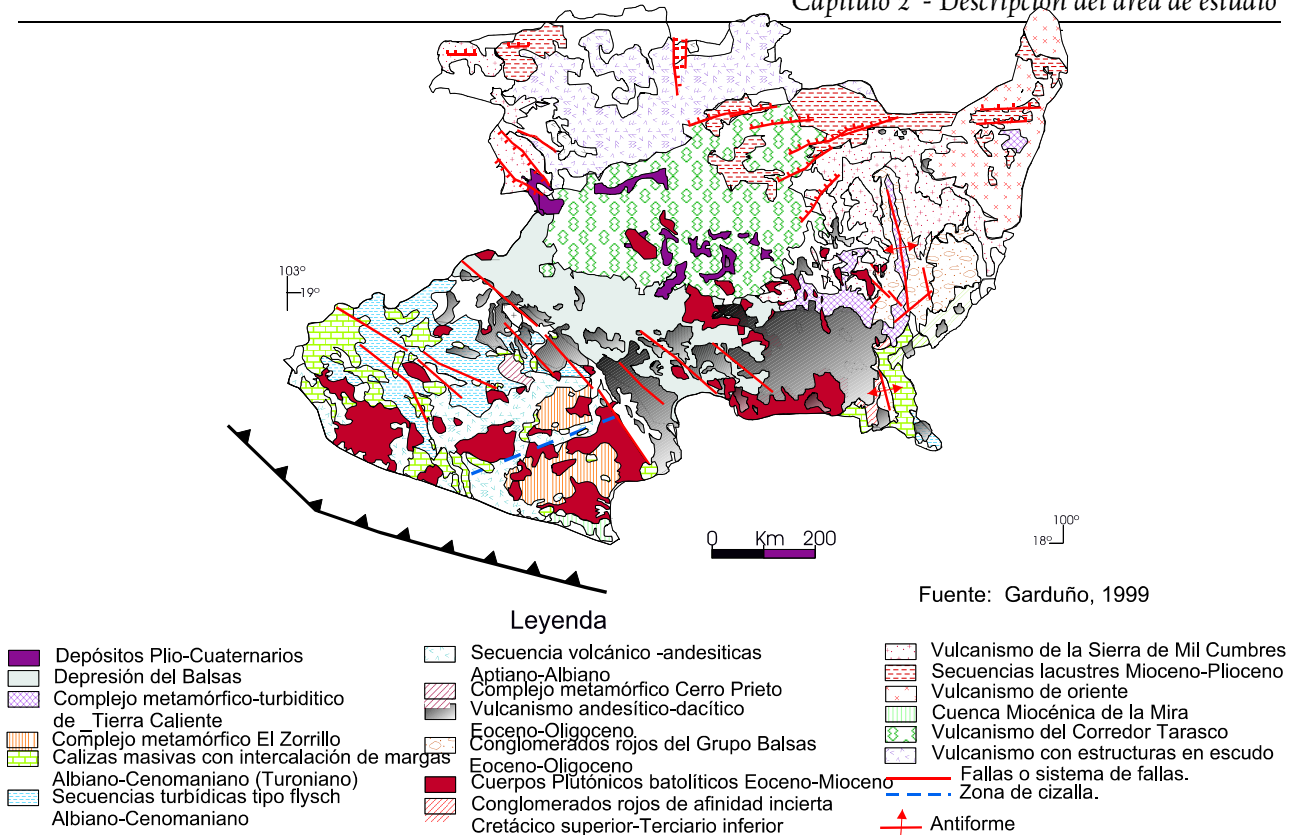 Capítulo 2 - Descripción del área de estudio
103º
19º
100º
18º
0 Km 200
Fuente: Garduño, 1999
Leyenda
Depósitos Plio-Cuaternarios
Depresión del Balsas
Complejo metamórfico-turbiditico
de_Tierra Caliente
Complejo metamórfico El Zorrillo
Calizas masivas con intercalación de margas
Albiano-Cenomaniano (Turoniano)
Secuencias turbídicas tipo flysch
Albiano-Cenomaniano
Secuencia volcánico -andesiticas
Aptiano-Albiano
Complejo metamórfico Cerro Prieto
Vulcanismo andesítico-dacítico
Eoceno-Oligoceno
Conglomerados rojos del Grupo Balsas
Eoceno-Oligoceno
Cuerpos Plutónicos batolíticos Eoceno-Mioceno
Conglomerados rojos de afinidad incierta
Cretácico superior-Terciario inferior
Vulcanismo de la Sierra de Mil Cumbres
Secuencias lacustres Mioceno-Plioceno
Vulcanismo de oriente
Cuenca Miocénica de la Mira
Vulcanismo del Corredor Tarasco
Vulcanismo con estructuras en escudo
Fallas o sistema de fallas.
Zona de cizalla.
Antiforme